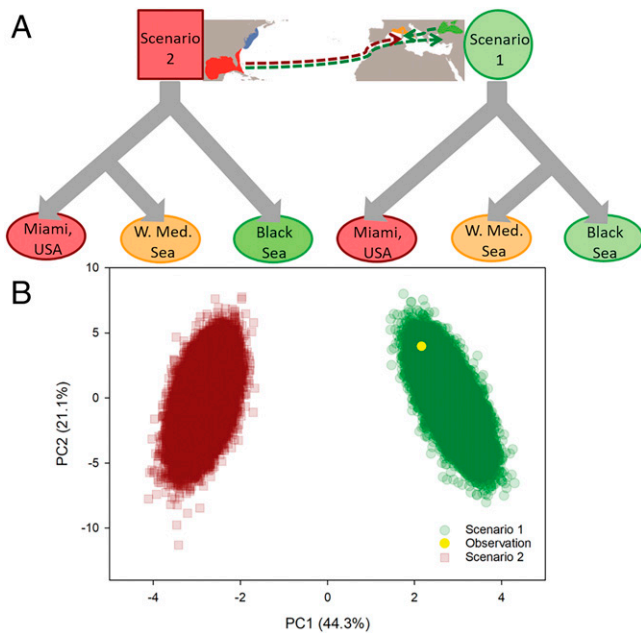 A
Scenario
2
Scenario
1
Miami,
USA
W. Med.
Sea
Black
Sea
Miami,
USA
W. Med.
Sea
Black
Sea
B
10
5
0
-5
-10
PC2 (21.1%)
Scenario 1
Observation
Scenario 2
-4 -2 0 2 4
PC1 (44.3%)